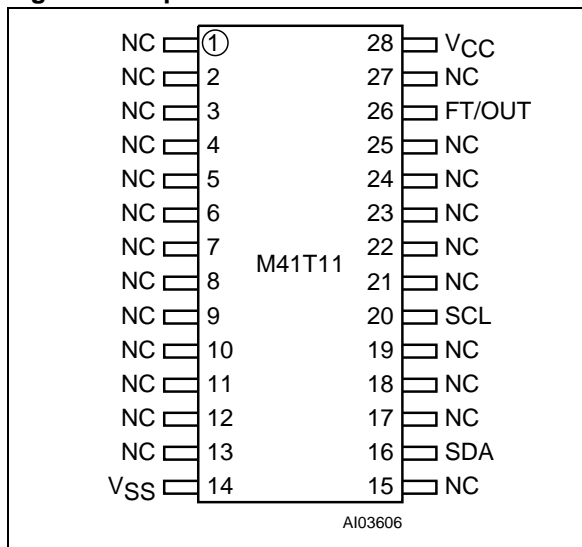 NC 1 28 VCC
NC 2 27 NC
NC 3 26 FT/OUT
NC 4 25 NC
NC 5 24 NC
NC 6 23 NC
NC 7 22 NC
M41T11
NC 8 21 NC
NC 9 20 SCL
NC 10 19 NC
NC 11 18 NC
NC 12 17 NC
NC 13 16 SDA
VSS 14 15 NC
AI03606